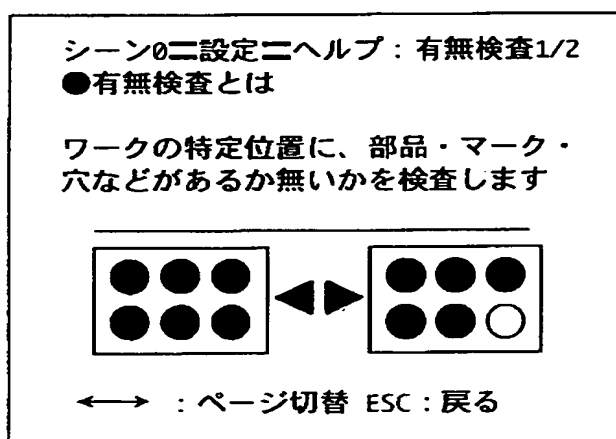 シーン0〓設定〓ヘルプ：有無検査1/2
●有無検査とは
ワークの特定位置に、部品・マーク・
穴などがあるか無いかを検査します
←→ ：ページ切替 ESC：戻る